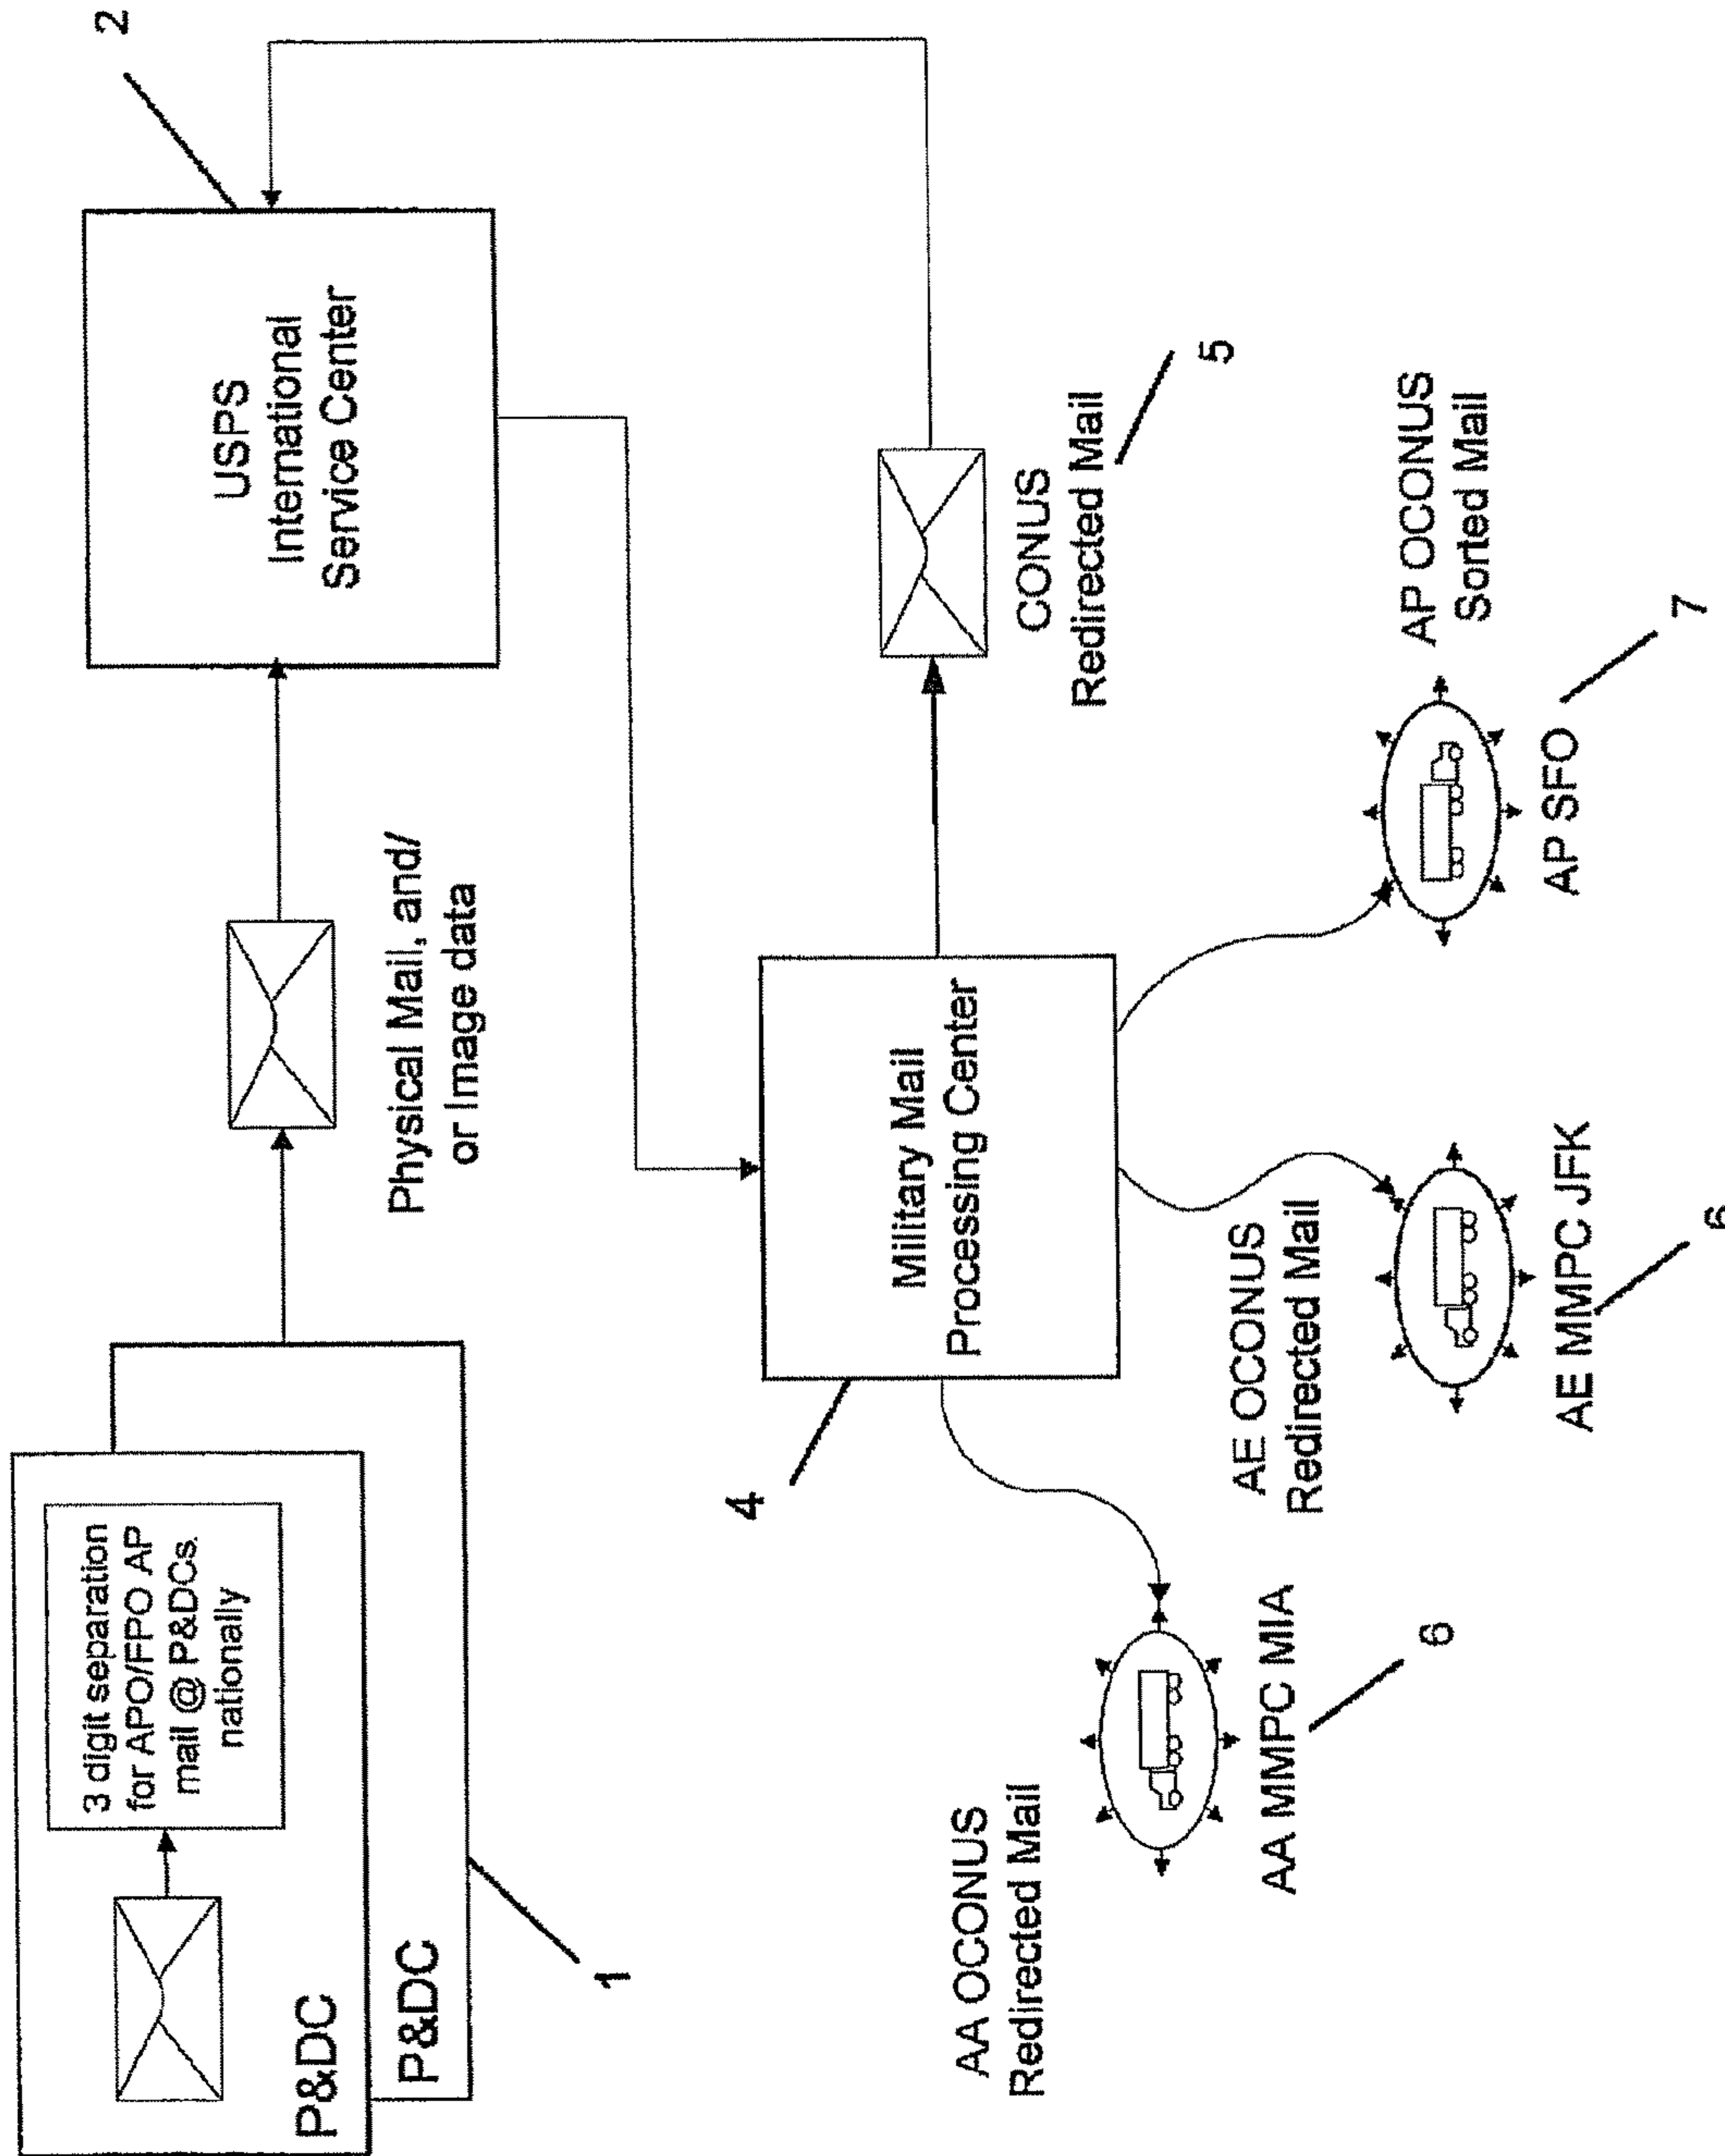 3 digit separation
for APO/FPO AP
mail @ P&DCs.
nationally
P&DC
P&DC
1
Physical Mail, and/
or Image data
USPS
International
Service Center
2
Military Mail
Processing Center
4
CONUS
Redirected Mail
5
AA OCONUS
Redirected Mail
AA MMPC MIA
6
AE OCONUS
Redirected Mail
AE MMPC JFK
6
AP SFO
7
AP OCONUS
Sorted Mail